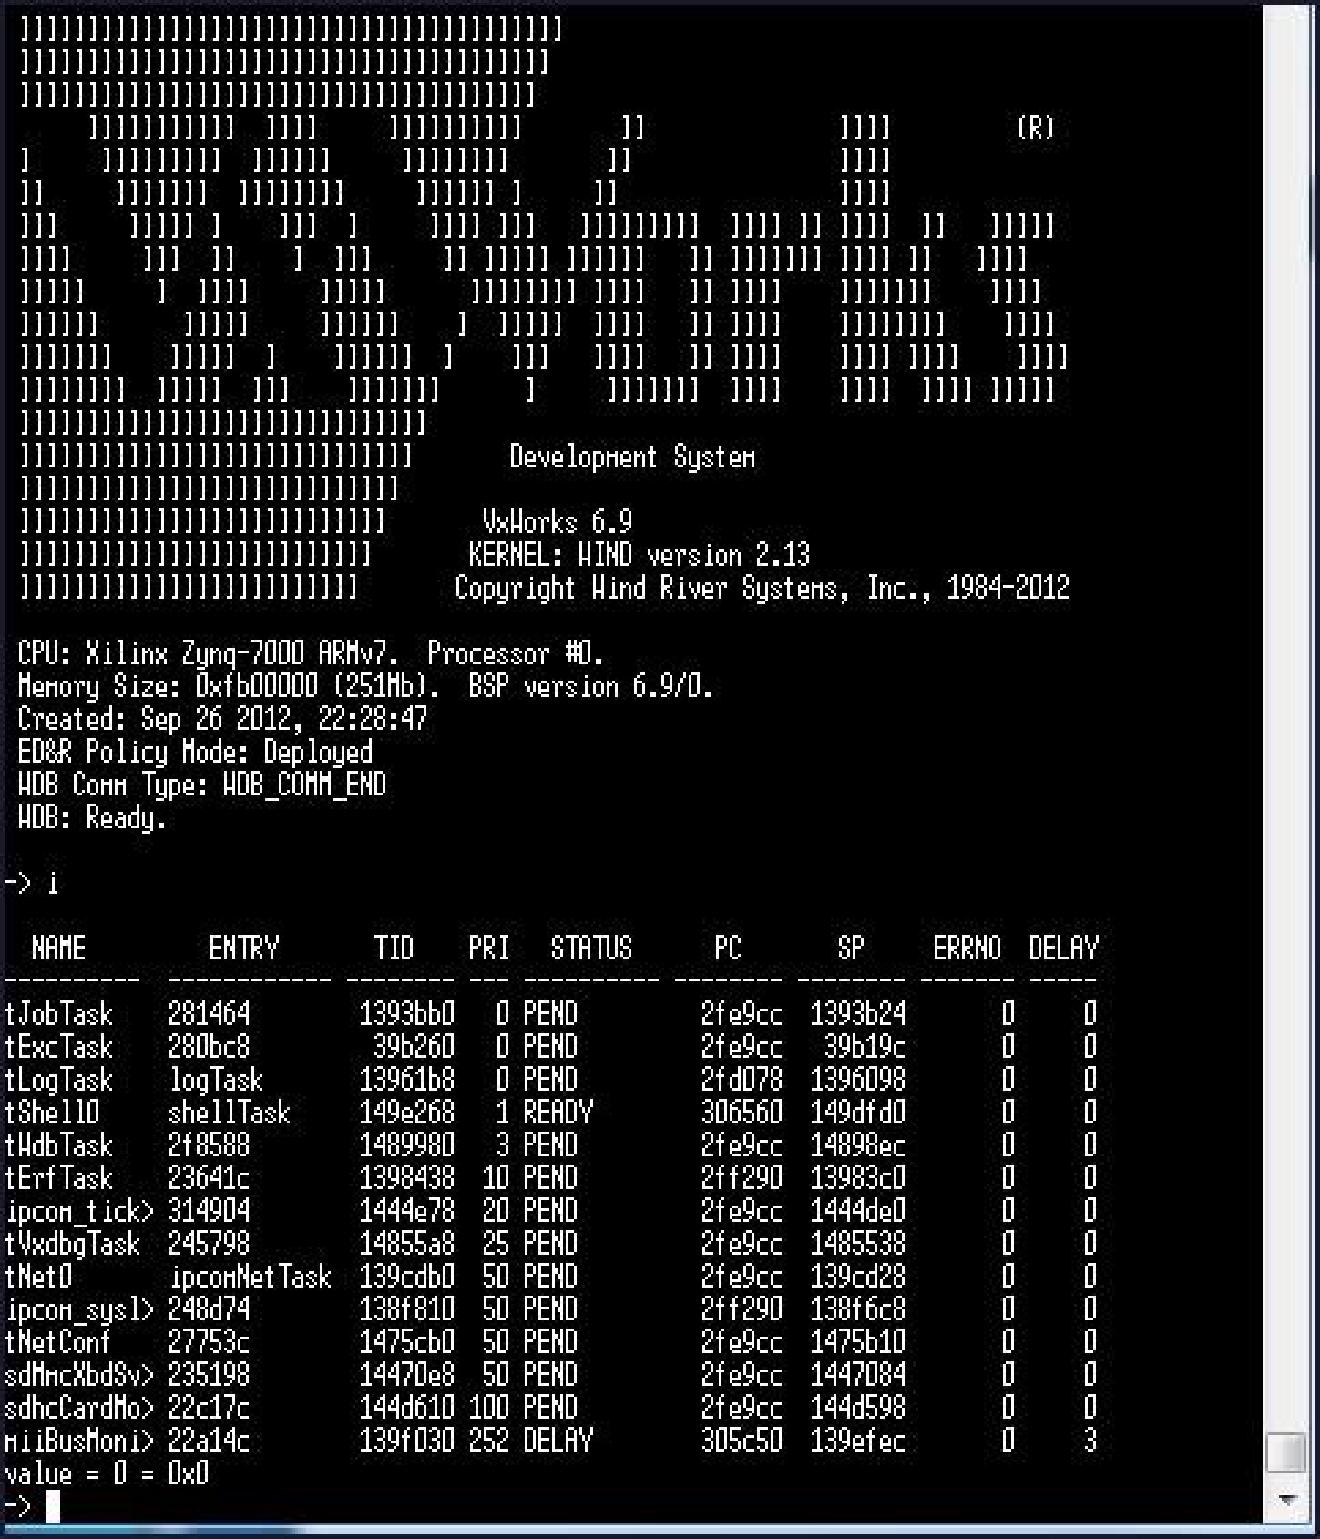 ]]]]]]]]]]]]]]]]]]]]]]]]]]]]]]]]]]]]]]]]
]]]]]]]]]]]]]]]]]]]]]]]]]]]]]]]]]]]]]]]
]]]]]]]]]]]]]]]]]]]]]]]]]]]]]]]]]]]]]]
     ]]]]]]]]]]]  ]]]]     ]]]]]]]]]]       ]]              ]]]]         (R)
]     ]]]]]]]]]  ]]]]]]     ]]]]]]]]       ]]               ]]]]
]]     ]]]]]]]  ]]]]]]]]     ]]]]]] ]     ]]                ]]]]
]]]     ]]]]] ]    ]]]  ]     ]]]] ]]]   ]]]]]]]]]  ]]]] ]] ]]]]  ]]   ]]]]]
]]]]     ]]]  ]]    ]  ]]]     ]] ]]]]] ]]]]]]   ]] ]]]]]]] ]]]] ]]   ]]]]
]]]]]     ]  ]]]]     ]]]]]      ]]]]]]]] ]]]]   ]] ]]]]    ]]]]]]]    ]]]]
]]]]]]      ]]]]]     ]]]]]]    ]  ]]]]]  ]]]]   ]] ]]]]    ]]]]]]]]    ]]]]
]]]]]]]    ]]]]]  ]    ]]]]]]  ]    ]]]   ]]]]   ]] ]]]]    ]]]] ]]]]    ]]]]
]]]]]]]]  ]]]]]  ]]]    ]]]]]]]      ]     ]]]]]]]  ]]]]    ]]]]  ]]]] ]]]]]
]]]]]]]]]]]]]]]]]]]]]]]]]]]]]]
]]]]]]]]]]]]]]]]]]]]]]]]]]]]]       Development System
]]]]]]]]]]]]]]]]]]]]]]]]]]]]
]]]]]]]]]]]]]]]]]]]]]]]]]]]       VxWorks 6.9
]]]]]]]]]]]]]]]]]]]]]]]]]]       KERNEL: WIND version 2.13
]]]]]]]]]]]]]]]]]]]]]]]]]       Copyright Wind River Systems, Inc., 1984-2012
CPU: Xilinx Zynq-7000 ARMv7.  Processor #0.
Memory Size: 0xfb00000 (251Mb).  BSP version 6.9/0.
Created: Sep 26 2012, 22:28:47
ED&R Policy Mode: Deployed
WDB Comm Type: WDB_COMM_END
WDB: Ready.
-> i
  NAME         ENTRY       TID    PRI   STATUS      PC       SP     ERRNO  DELAY
----------  ------------ -------- --- ---------- -------- -------- ------- -----
tJobTask    281464        1393bb0   0 PEND         2fe9cc  1393b24       0     0
tExcTask    280bc8         39b260   0 PEND         2fe9cc   39b19c       0     0
tLogTask    logTask       13961b8   0 PEND         2fd078  1396098       0     0
tShell0     shellTask     149e268   1 READY        306560  149dfd0       0     0
tWdbTask    2f8588        1489980   3 PEND         2fe9cc  14898ec       0     0
tErfTask    23641c        1398438  10 PEND         2ff290  13983c0       0     0
ipcom_tick> 314904        1444e78  20 PEND         2fe9cc  1444de0       0     0
tVxdbgTask  245798        14855a8  25 PEND         2fe9cc  1485538       0     0
tNet0       ipcomNetTask  139cdb0  50 PEND         2fe9cc  139cd28       0     0
ipcom_sysl> 248d74        138f810  50 PEND         2ff290  138f6c8       0     0
tNetConf    27753c        1475cb0  50 PEND         2fe9cc  1475b10       0     0
sdMmcXbdSv> 235198        14470e8  50 PEND         2fe9cc  1447084       0     0
sdhcCardMo> 22c17c        144d610 100 PEND         2fe9cc  144d598       0     0
miiBusMoni> 22a14c        139f030 252 DELAY        305c50  139efec       0     3
value = 0 = 0x0
->